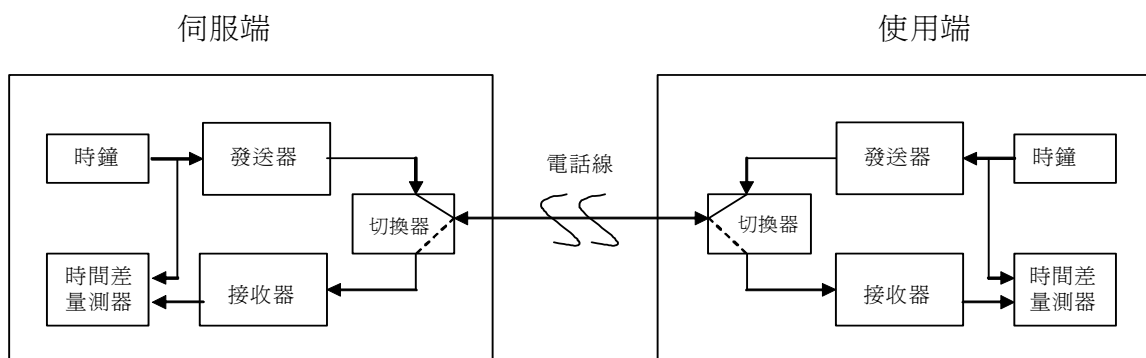 伺服端
使用端
時鐘
發送器
電話線
發送器
時鐘
切換器
切換器
時間差
量測器
接收器
接收器
時間差
量測器